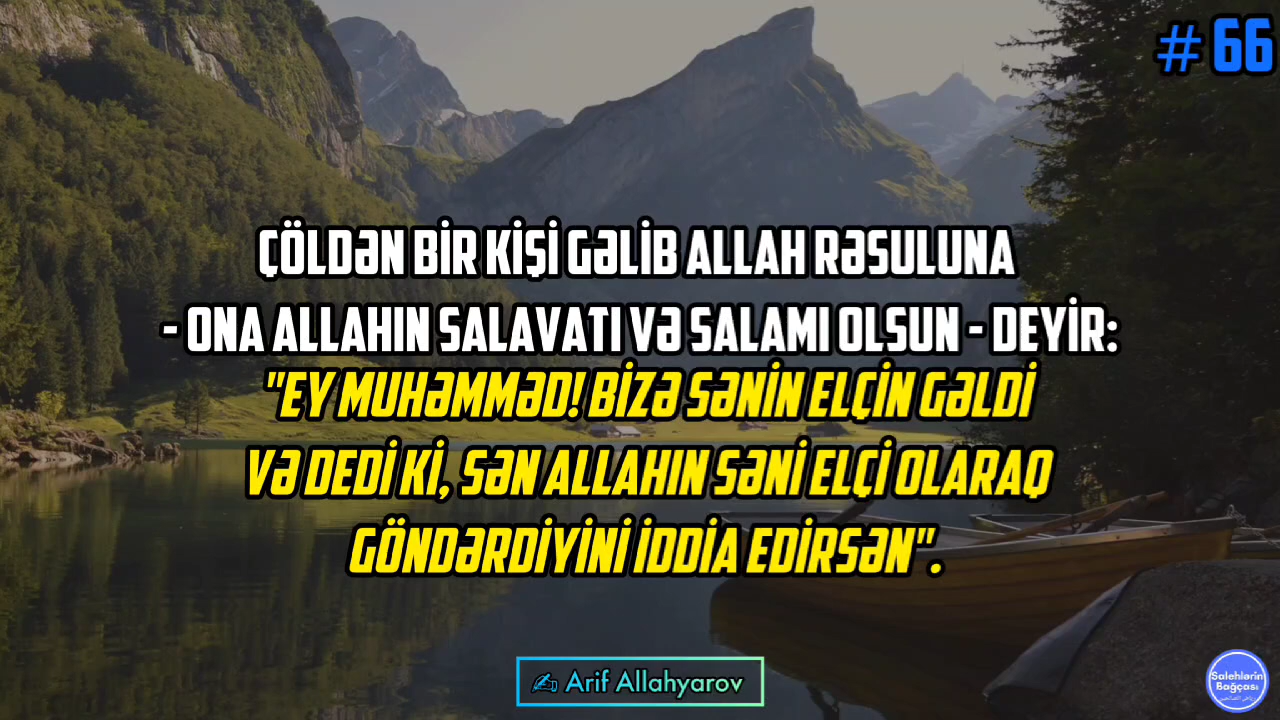 # 66
ÇÖLDƏN BİR KİŞİ GƏLİB ALLAH RƏSULUNA
- ONA ALLAHIN SALAVATI VƏ SALAMI OLSUN - DEYİR:
"EY MUHƏMMƏD! BİZƏ SƏNİN ELÇİN GƏLDİ
VƏ DEDİ Kİ, SƏN ALLAHIN SƏNİ ELÇİ OLARAQ
GÖNDƏRDİYİNİ İDDİA EDİRSƏN".
✍ Arif Allahyarov
Salehlərin
Bağçası